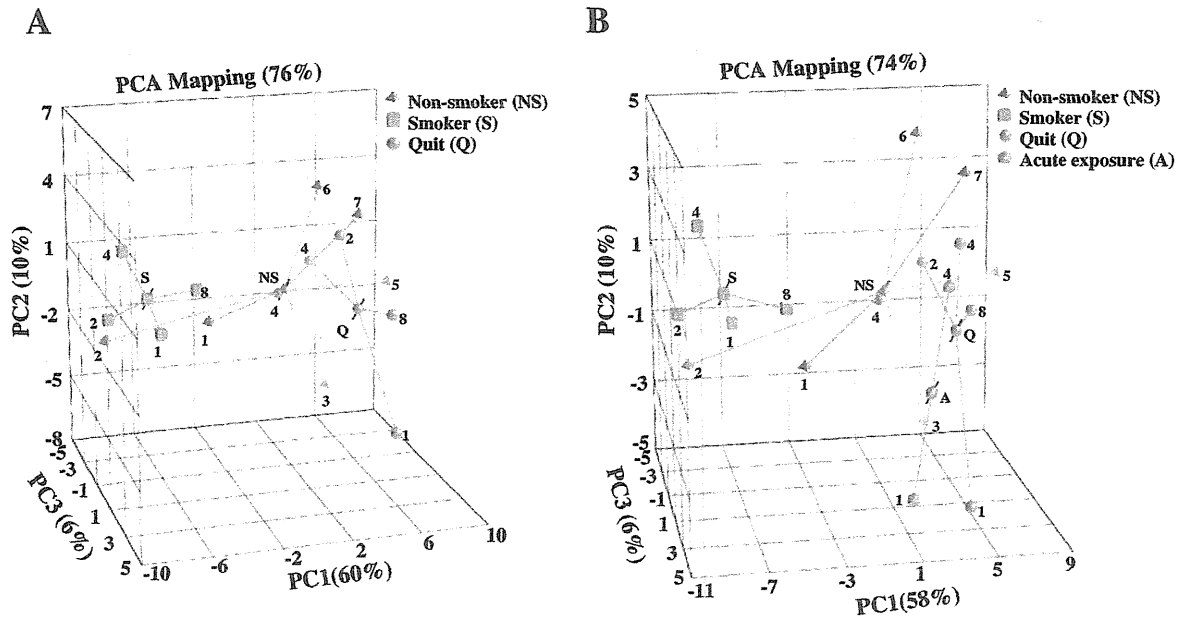 A
PCA Mapping (76%)
Non-smoker (NS)
Smoker (S)
Quit (Q)
7
4
1
-2
-5
-8
PC2 (10%)
-5
-3
-1
1
3
5
PC3 (6%)
-10
-6
-2
2
6
10
PC1(60%)
6
7
2
4
5
4
S
8
NS
4
Q
8
2
2
1
1
3
1
B
PCA Mapping (74%)
Non-smoker (NS)
Smoker (S)
Quit (Q)
Acute exposure (A)
5
3
1
-1
-3
-5
PC2 (10%)
-5
-3
-1
1
3
5
PC3 (6%)
-11
-7
-3
1
5
9
PC1(58%)
6
7
4
4
2
5
S
8
NS
4
4
8
2
1
Q
2
1
A
3
1
1